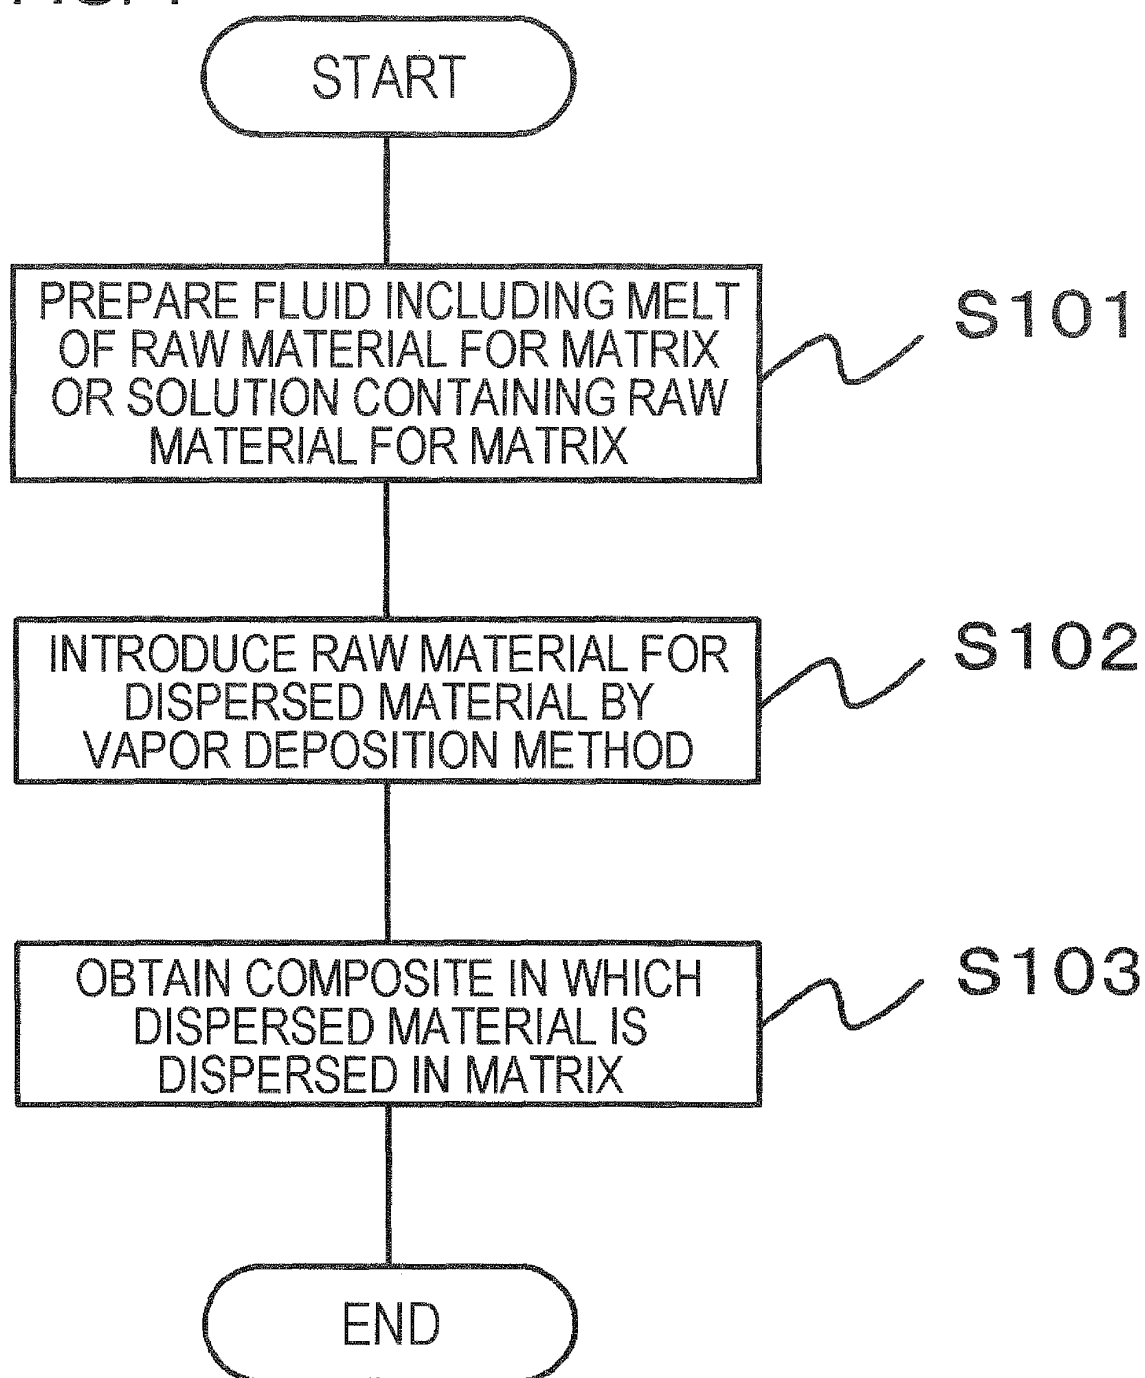 START
PREPARE FLUID INCLUDING MELT
OF RAW MATERIAL FOR MATRIX
OR SOLUTION CONTAINING RAW
MATERIAL FOR MATRIX
S101
INTRODUCE RAW MATERIAL FOR
DISPERSED MATERIAL BY
VAPOR DEPOSITION METHOD
S102
OBTAIN COMPOSITE IN WHICH
DISPERSED MATERIAL IS
DISPERSED IN MATRIX
S103
END